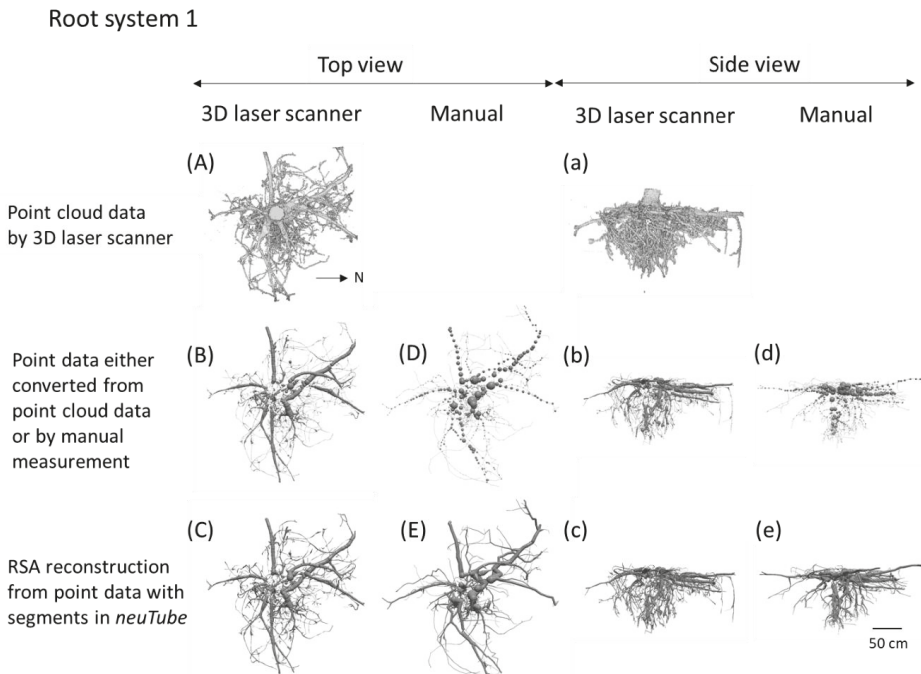 Root system 1
Top view
Side view
3D laser scanner
Manual
3D laser scanner
Manual
(A)
(a)
Point cloud data
by 3D laser scanner
N
(B)
(D)
(b)
(d)
Point data either
converted from
point cloud data
or by manual
measurement
(C)
(E)
(c)
(e)
RSA reconstruction
from point data with
segments in neuTube
50 cm